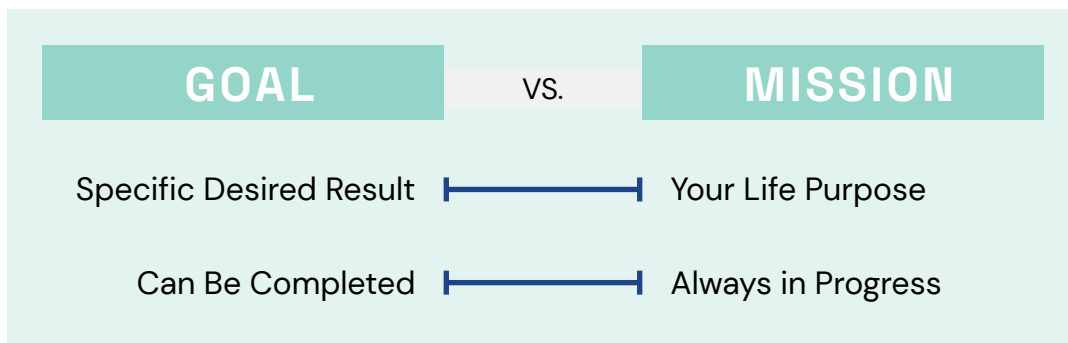 GOAL VS. MISSION
Specific Desired Result Your Life Purpose
Can Be Completed Always in Progress